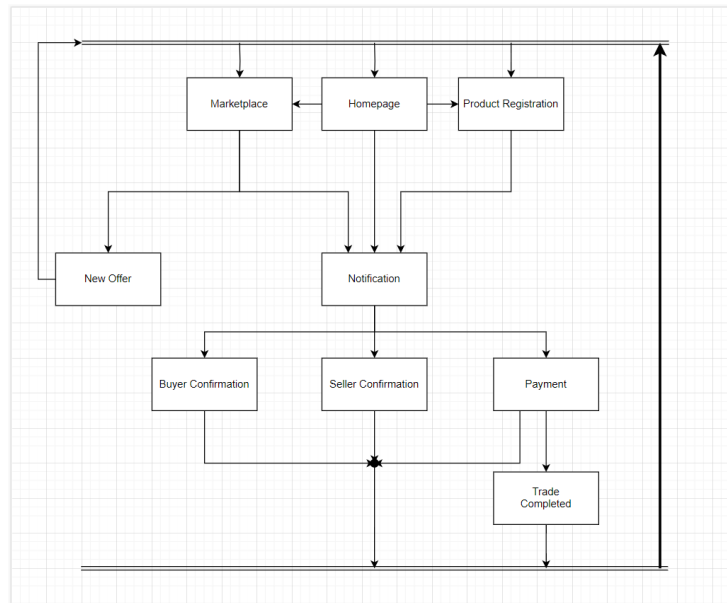 Marketplace
Homepage
Product Registration
New Offer
Notification
Buyer Confirmation
Seller Confirmation
Payment
Trade
Completed